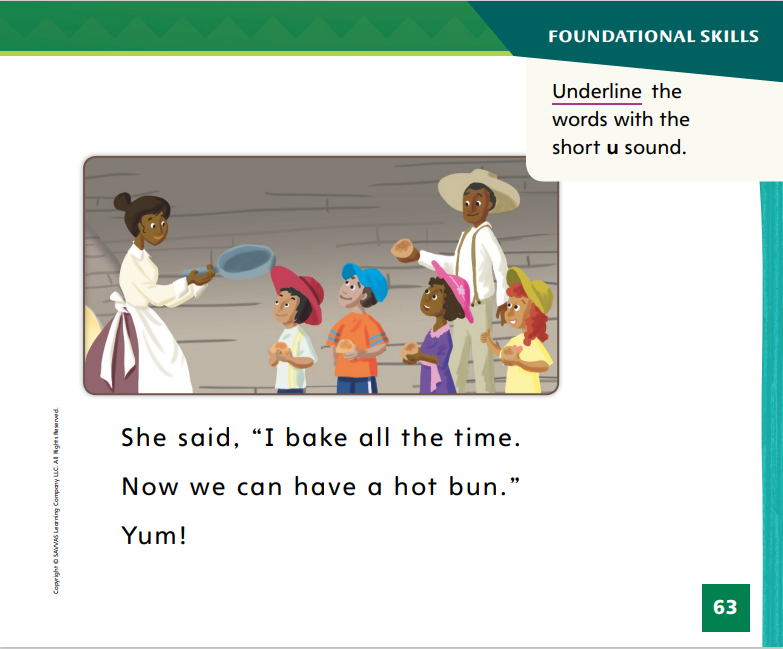 FOUNDATIONAL SKILLS
Underline the
words with the
short u sound.
She said, “I bake all the time.
Now we can have a hot bun.”
Yum!
Copyright © SAVVAS Learning Company LLC. All Rights Reserved.
63